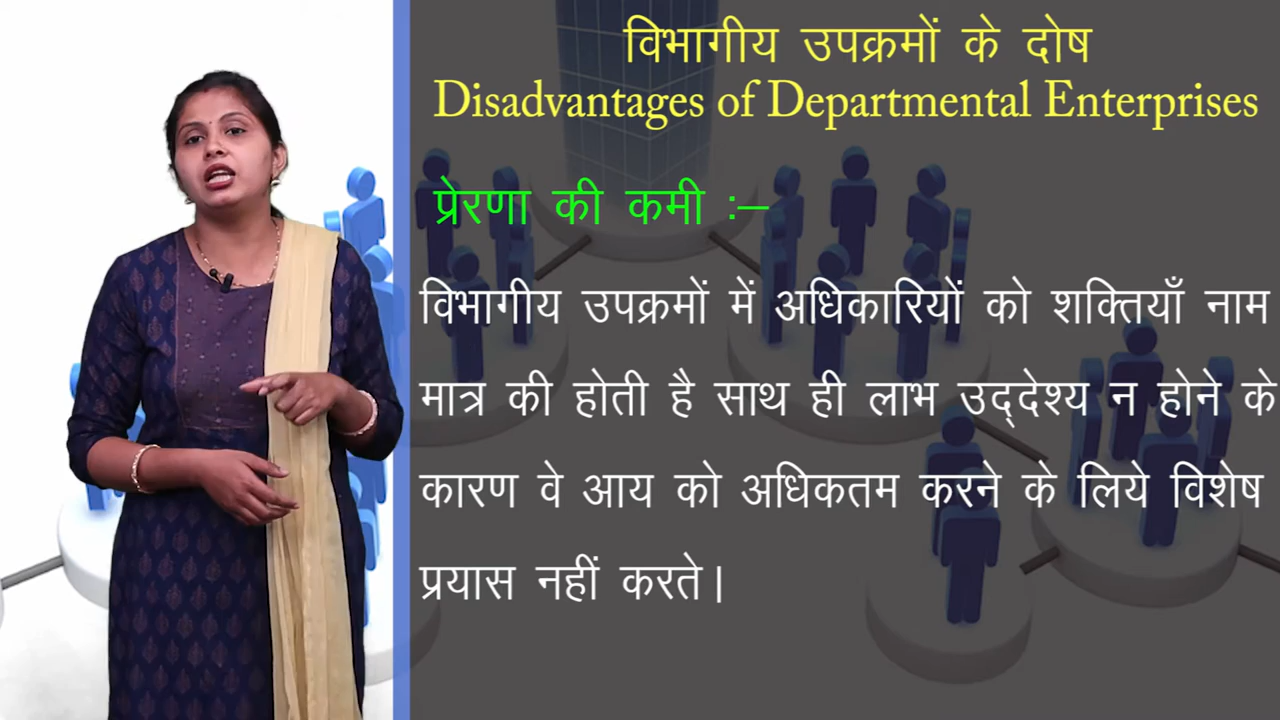 विभागीय उपक्रमों के दोष
Disadvantages of Departmental Enterprises
प्रेरणा की कमी :–
विभागीय उपक्रमों में अधिकारियों को शक्तियाँ नाम
मात्र की होती है साथ ही लाभ उद्देश्य न होने के
कारण वे आय को अधिकतम करने के लिये विशेष
प्रयास नहीं करते।